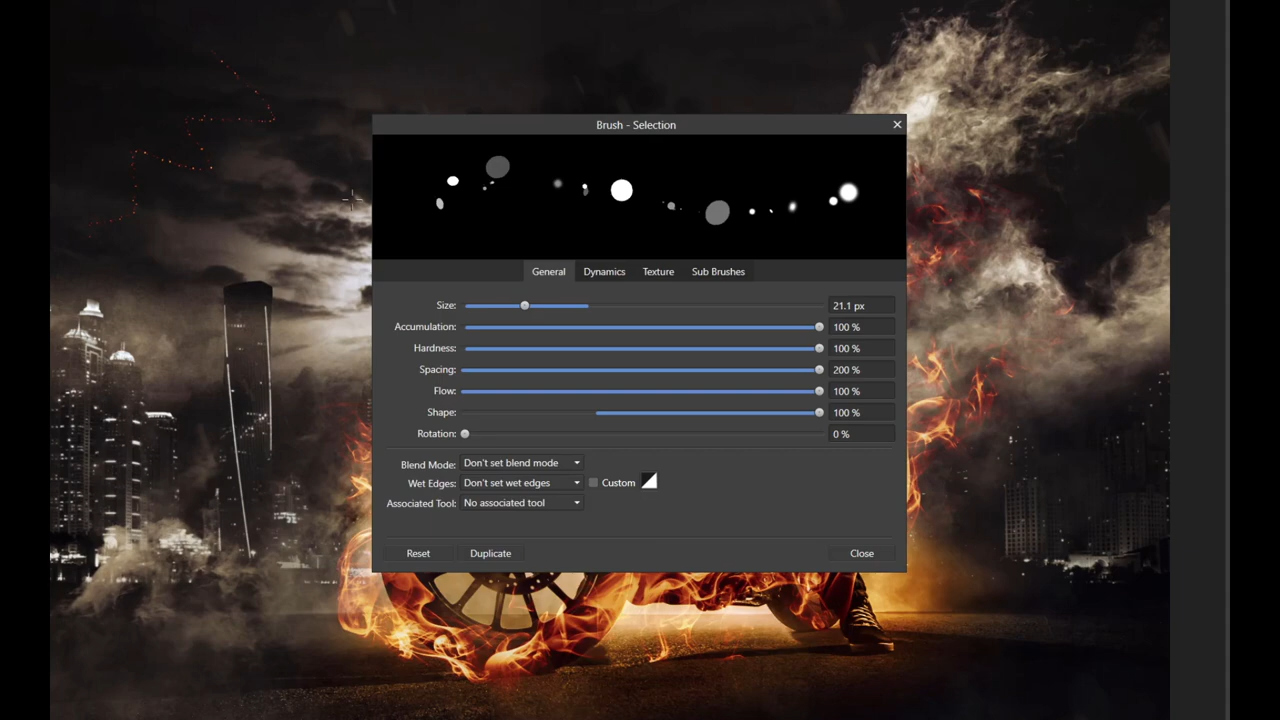 Brush - Selection
General Dynamics Texture Sub Brushes
Size: 21.1 px
Accumulation: 100 %
Hardness: 100 %
Spacing: 200 %
Flow: 100 %
Shape: 100 %
Rotation: 0 %
Blend Mode: Don't set blend mode
Wet Edges: Don't set wet edges Custom
Associated Tool: No associated tool
Reset Duplicate Close